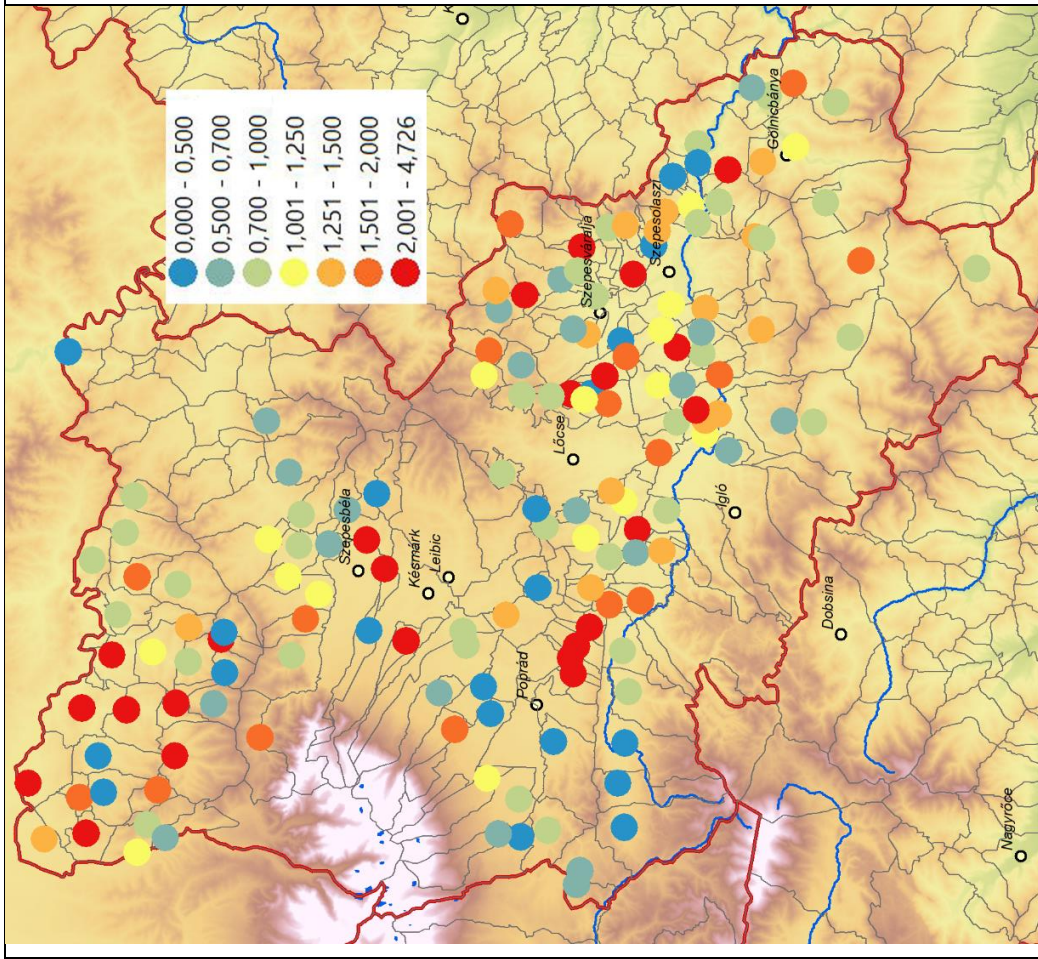 0,000 - 0,500
0,500 - 0,700
0,700 - 1,000
1,001 - 1,250
1,251 - 1,500
1,501 - 2,000
2,001 - 4,726
K
Szepesbéla
Késmárk
Leibic
Poprád
Lőcse
Szepesváralja
Szepesolaszi
Gölnicbánya
Igló
Dobsina
Nagyrőce